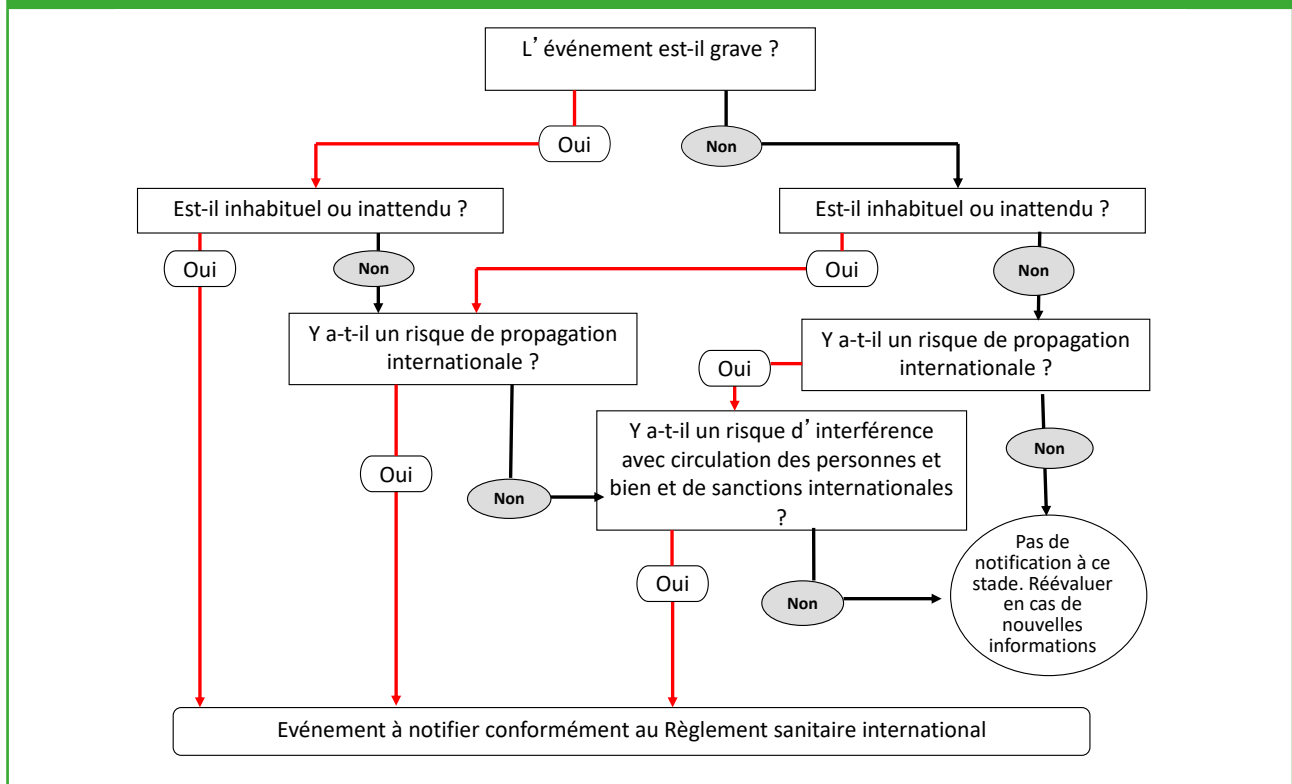 L’événement est-il grave ?
Oui
Non
Est-il inhabituel ou inattendu ?
Est-il inhabituel ou inattendu ?
Oui
Non
Oui
Non
Y a-t-il un risque de propagation
internationale ?
Y a-t-il un risque de propagation
internationale ?
Oui
Y a-t-il un risque d’interférence
avec circulation des personnes et
bien et de sanctions internationales
?
Non
Oui
Non
Pas de
notification à ce
stade. Réévaluer
en cas de
nouvelles
informations
Oui
Non
Evénement à notifier conformément au Règlement sanitaire international